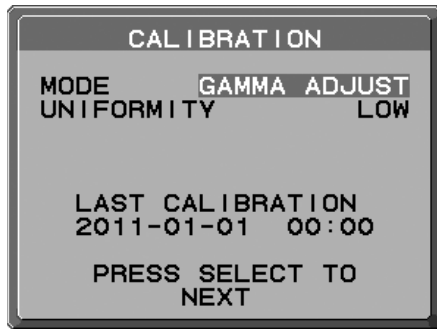 CALIBRATION
MODE GAMMA ADJUST
UNIFORMITY LOW
LAST CALIBRATION
2011-01-01 00:00
PRESS SELECT TO
NEXT